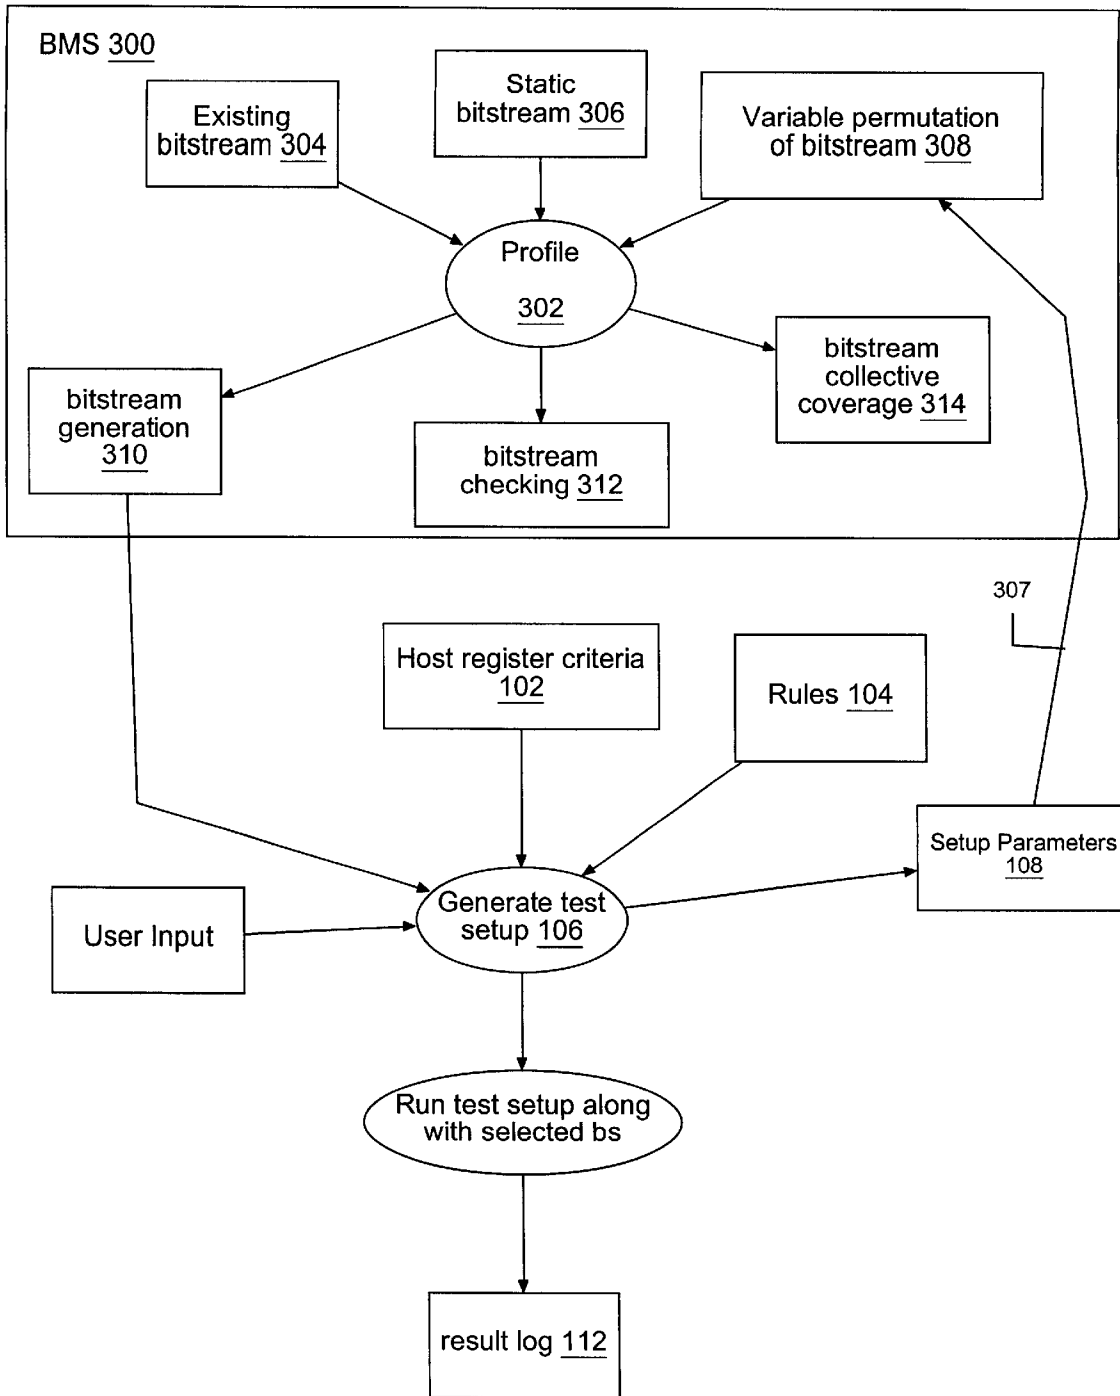 BMS 300
Static
bitstream 306
Existing
bitstream 304
Variable permutation
of bitstream 308
Profile
302
bitstream
collective
coverage 314
bitstream
generation
310
bitstream
checking 312
307
Host register criteria
102
Rules 104
Setup Parameters
108
Generate test
setup 106
User Input
Run test setup along
with selected bs
result log 112